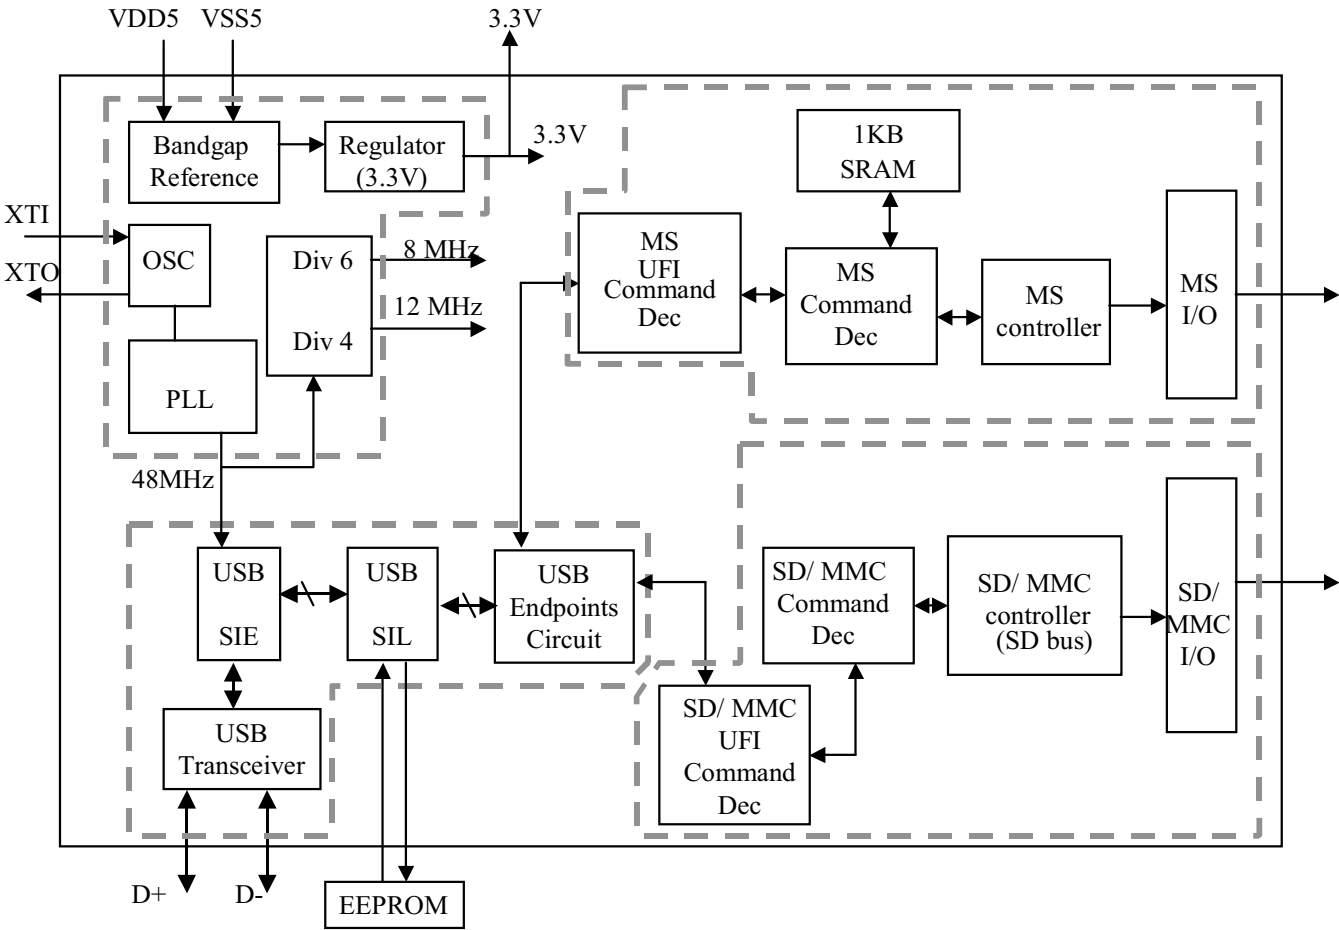 VDD5
VSS5
3.3V
Bandgap
Reference
Regulator
(3.3V)
3.3V
1KB
SRAM
XTI
XTO
OSC
Div 6
8 MHz
12 MHz
Div 4
PLL
48MHz
MS
UFI
Command
Dec
MS
Command
Dec
MS
controller
MS
I/O
USB
SIE
USB
SIL
USB
Endpoints
Circuit
SD/ MMC
Command
Dec
SD/ MMC
controller
(SD bus)
SD/
MMC
I/O
USB
Transceiver
SD/ MMC
UFI
Command
Dec
D+
D-
EEPROM